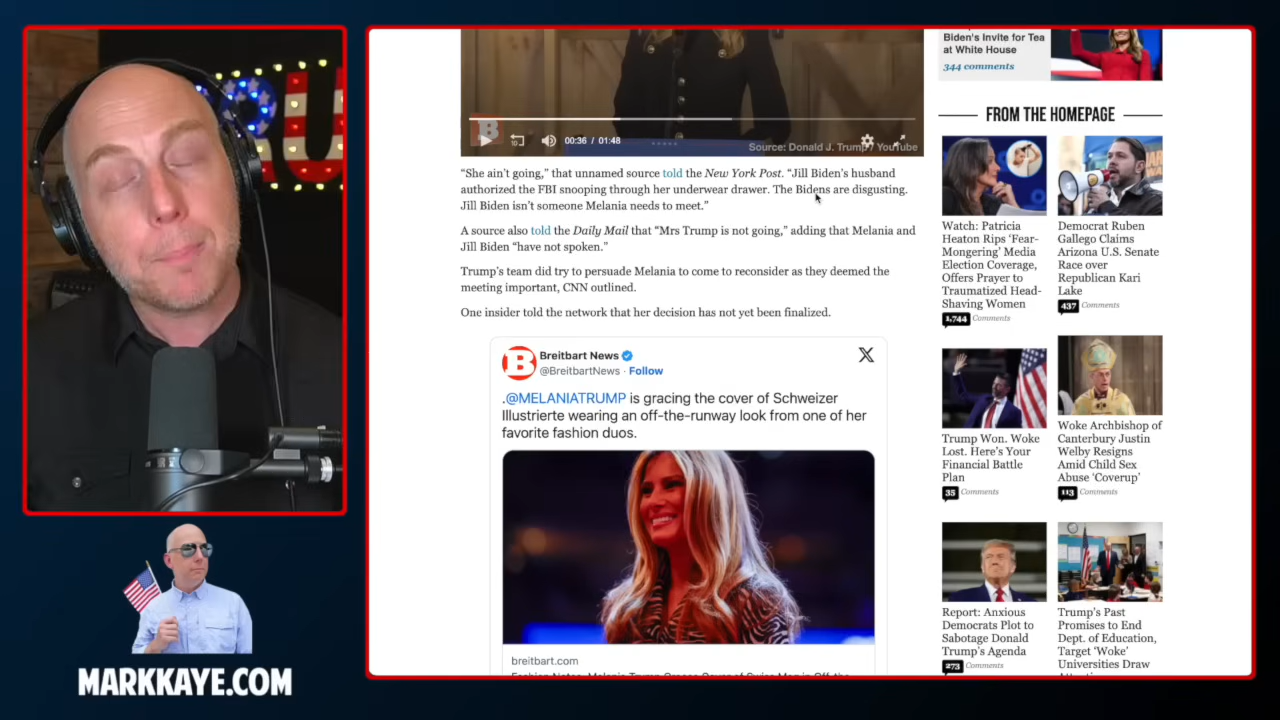 RU
MARKKAYE.COM
B
00:36 / 01:48
Source: Donald J. Trump / YouTube
“She ain’t going,” that unnamed source told the New York Post. “Jill Biden’s husband
authorized the FBI snooping through her underwear drawer. The Bidens are disgusting.
Jill Biden isn’t someone Melania needs to meet.”
A source also told the Daily Mail that “Mrs Trump is not going,” adding that Melania and
Jill Biden “have not spoken.”
Trump’s team did try to persuade Melania to come to reconsider as they deemed the
meeting important, CNN outlined.
One insider told the network that her decision has not yet been finalized.
B
Breitbart News
@BreitbartNews · Follow
.@MELANIATRUMP is gracing the cover of Schweizer
Illustrierte wearing an off-the-runway look from one of her
favorite fashion duos.
breitbart.com
Biden's Invite for Tea
at White House
344 comments
FROM THE HOMEPAGE
Watch: Patricia
Heaton Rips ‘Fear-
Mongering’ Media
Election Coverage,
Offers Prayer to
Traumatized Head-
Shaving Women
1,744 Comments
Democrat Ruben
Gallego Claims
Arizona U.S. Senate
Race over
Republican Kari
Lake
437 Comments
Trump Won. Woke
Lost. Here’s Your
Financial Battle
Plan
35 Comments
Woke Archbishop of
Canterbury Justin
Welby Resigns
Amid Child Sex
Abuse ‘Coverup’
113 Comments
Report: Anxious
Democrats Plot to
Sabotage Donald
Trump’s Agenda
273 Comments
Trump’s Past
Promises to End
Dept. of Education,
Target ‘Woke’
Universities Draw